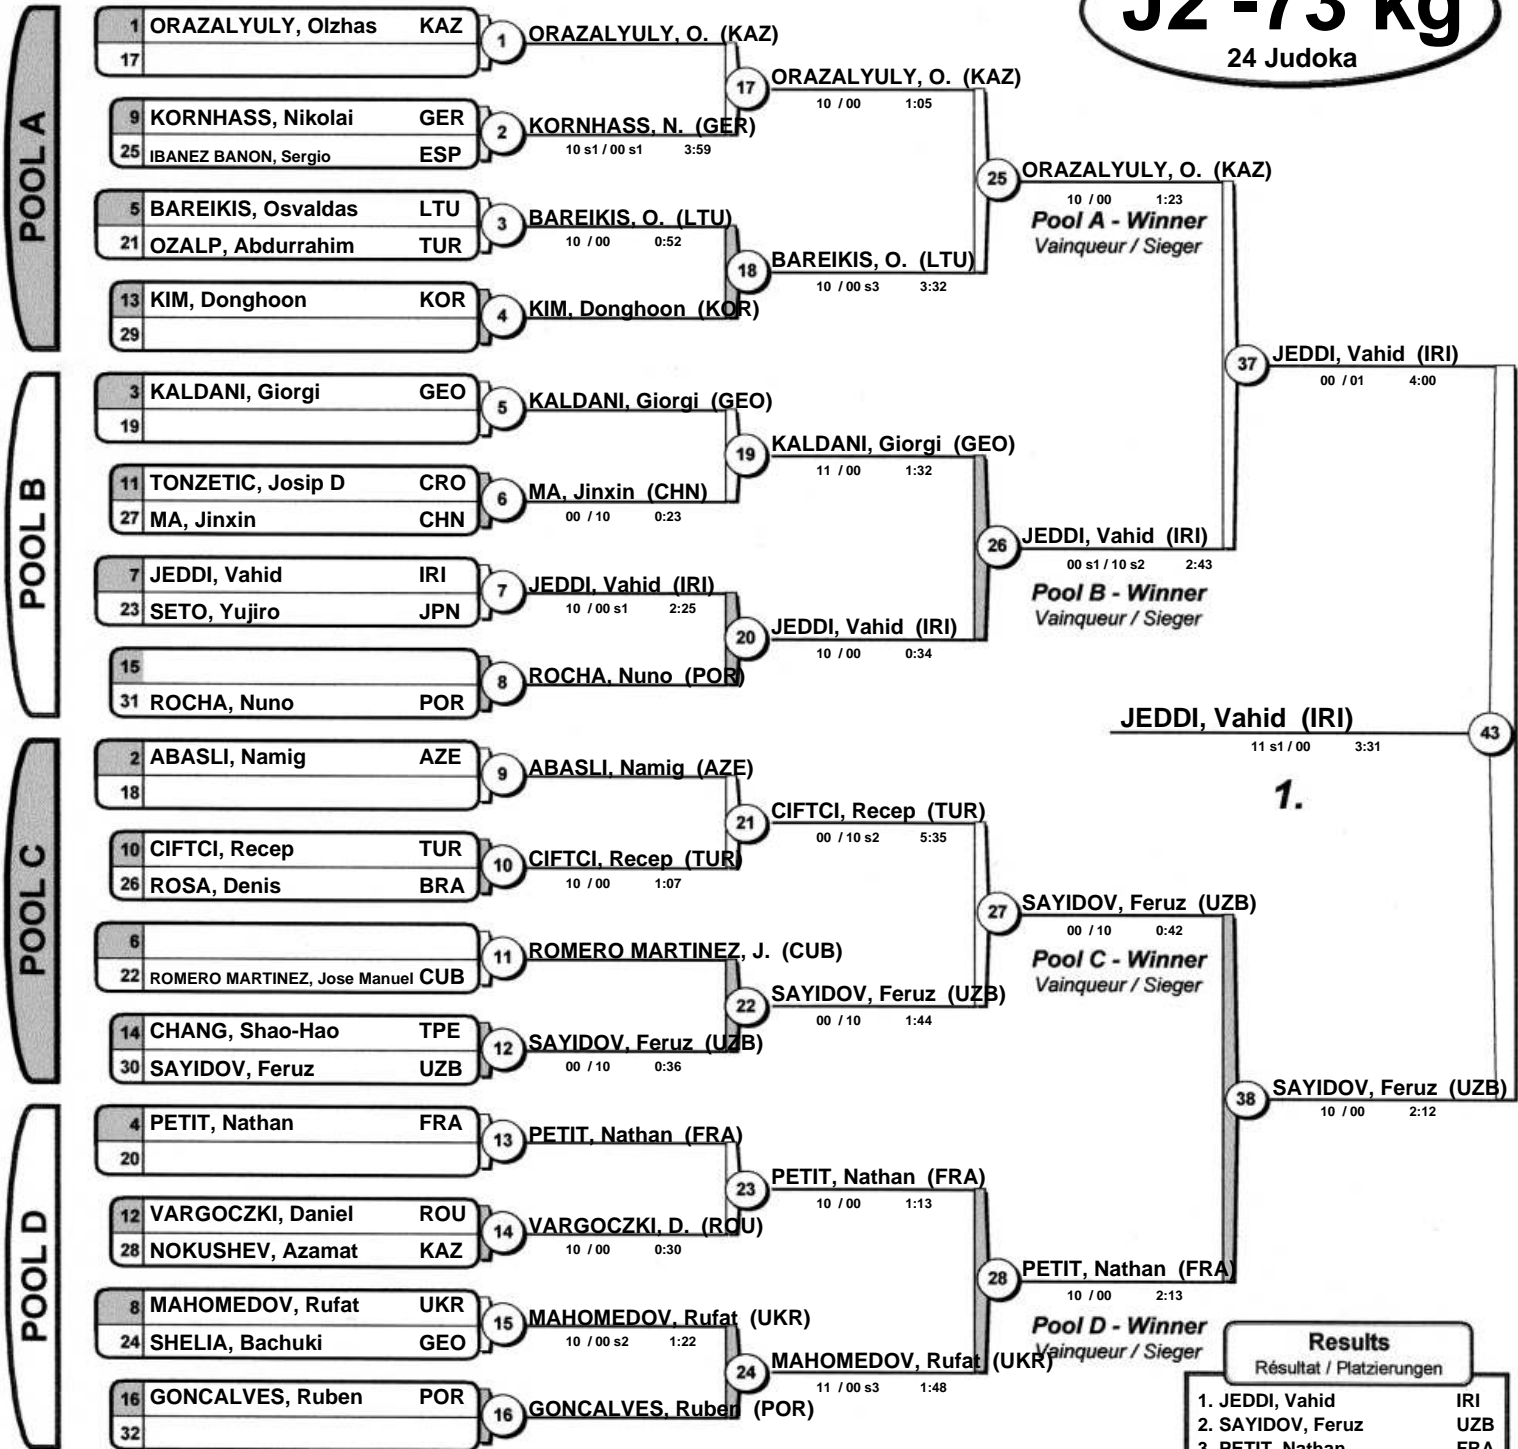 J2 -73 kg
24 Judoka
POOL A
1 ORAZALYULY, Olzhas KAZ
17
9 KORNHASS, Nikolai GER
25 IBANEZ BANON, Sergio ESP
5 BAREIKIS, Osvaldas LTU
21 OZALP, Abdurrahim TUR
13 KIM, Donghoon KOR
29
POOL B
3 KALDANI, Giorgi GEO
19
11 TONZETIC, Josip D CRO
27 MA, Jinxin CHN
7 JEDDI, Vahid IRI
23 SETO, Yujiro JPN
15
31 ROCHA, Nuno POR
POOL C
2 ABASLI, Namig AZE
18
10 CIFTCI, Recep TUR
26 ROSA, Denis BRA
6
22 ROMERO MARTINEZ, Jose Manuel CUB
14 CHANG, Shao-Hao TPE
30 SAYIDOV, Feruz UZB
POOL D
4 PETIT, Nathan FRA
20
12 VARGOCZKI, Daniel ROU
28 NOKUSHEV, Azamat KAZ
8 MAHOMEDOV, Rufat UKR
24 SHELIA, Bachuki GEO
16 GONCALVES, Ruben POR
32
1 ORAZALYULY, O. (KAZ)
2 KORNHASS, N. (GER)
10 s1 / 00 s1 3:59
3 BAREIKIS, O. (LTU)
10 / 00 0:52
4 KIM, Donghoon (KOR)
5 KALDANI, Giorgi (GEO)
6 MA, Jinxin (CHN)
00 / 10 0:23
7 JEDDI, Vahid (IRI)
10 / 00 s1 2:25
8 ROCHA, Nuno (POR)
9 ABASLI, Namig (AZE)
10 CIFTCI, Recep (TUR)
10 / 00 1:07
11 ROMERO MARTINEZ, J. (CUB)
12 SAYIDOV, Feruz (UZB)
00 / 10 0:36
13 PETIT, Nathan (FRA)
14 VARGOCZKI, D. (ROU)
10 / 00 0:30
15 MAHOMEDOV, Rufat (UKR)
10 / 00 s2 1:22
16 GONCALVES, Ruben (POR)
17 ORAZALYULY, O. (KAZ)
10 / 00 1:05
18 BAREIKIS, O. (LTU)
10 / 00 s3 3:32
19 KALDANI, Giorgi (GEO)
11 / 00 1:32
20 JEDDI, Vahid (IRI)
10 / 00 0:34
21 CIFTCI, Recep (TUR)
00 / 10 s2 5:35
22 SAYIDOV, Feruz (UZB)
00 / 10 1:44
23 PETIT, Nathan (FRA)
10 / 00 1:13
24 MAHOMEDOV, Rufat (UKR)
11 / 00 s3 1:48
25 ORAZALYULY, O. (KAZ)
10 / 00 1:23
Pool A - Winner
Vainqueur / Sieger
26 JEDDI, Vahid (IRI)
00 s1 / 10 s2 2:43
Pool B - Winner
Vainqueur / Sieger
27 SAYIDOV, Feruz (UZB)
00 / 10 0:42
Pool C - Winner
Vainqueur / Sieger
28 PETIT, Nathan (FRA)
10 / 00 2:13
Pool D - Winner
Vainqueur / Sieger
37 JEDDI, Vahid (IRI)
00 / 01 4:00
38 SAYIDOV, Feruz (UZB)
10 / 00 2:12
JEDDI, Vahid (IRI) 43
11 s1 / 00 3:31
1.
Results
Résultat / Platzierungen
1. JEDDI, Vahid IRI
2. SAYIDOV, Feruz UZB
3. PETIT, Nathan FRA